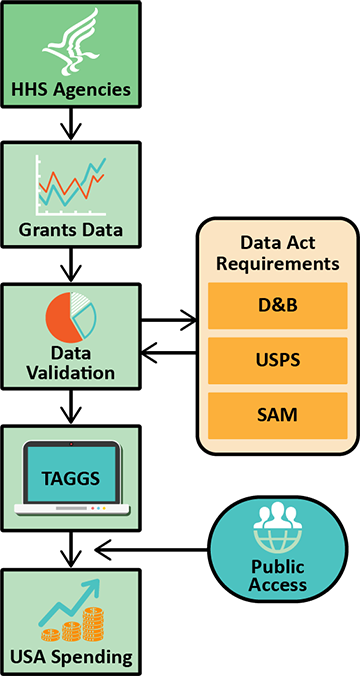 HHS Agencies
Grants Data
Data
Validation
Data Act
Requirements
D&B
USPS
SAM
TAGGS
Public
Access
USA Spending